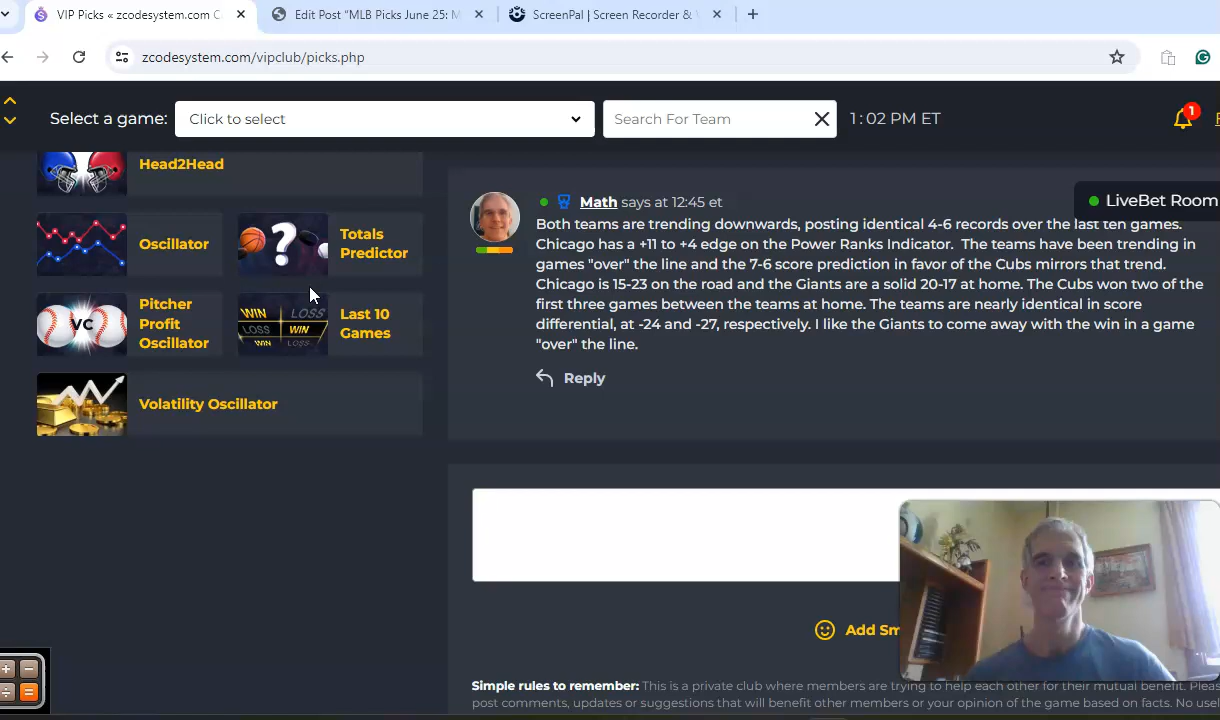 VIP Picks « zcodesystem.com C
Edit Post "MLB Picks June 25: M
ScreenPal | Screen Recorder &
zcodesystem.com/vipclub/picks.php
Select a game:
Click to select
Search For Team
1:02 PM ET
1
Head2Head
Oscillator
Totals
Predictor
Pitcher
Profit
Oscillator
VC
WIN LOSS
LOSS WIN
WIN LOSS
Last 10
Games
Volatility Oscillator
LiveBet Room
Math says at 12:45 et
Both teams are trending downwards, posting identical 4-6 records over the last ten games.
Chicago has a +11 to +4 edge on the Power Ranks Indicator. The teams have been trending in
games "over" the line and the 7-6 score prediction in favor of the Cubs mirrors that trend.
Chicago is 15-23 on the road and the Giants are a solid 20-17 at home. The Cubs won two of the
first three games between the teams at home. The teams are nearly identical in score
differential, at -24 and -27, respectively. I like the Giants to come away with the win in a game
"over" the line.
Reply
Add Sm
Simple rules to remember: This is a private club where members are trying to help each other for their mutual benefit. Pleas
post comments, updates or suggestions that will benefit other members or your opinion of the game based on facts. No usel